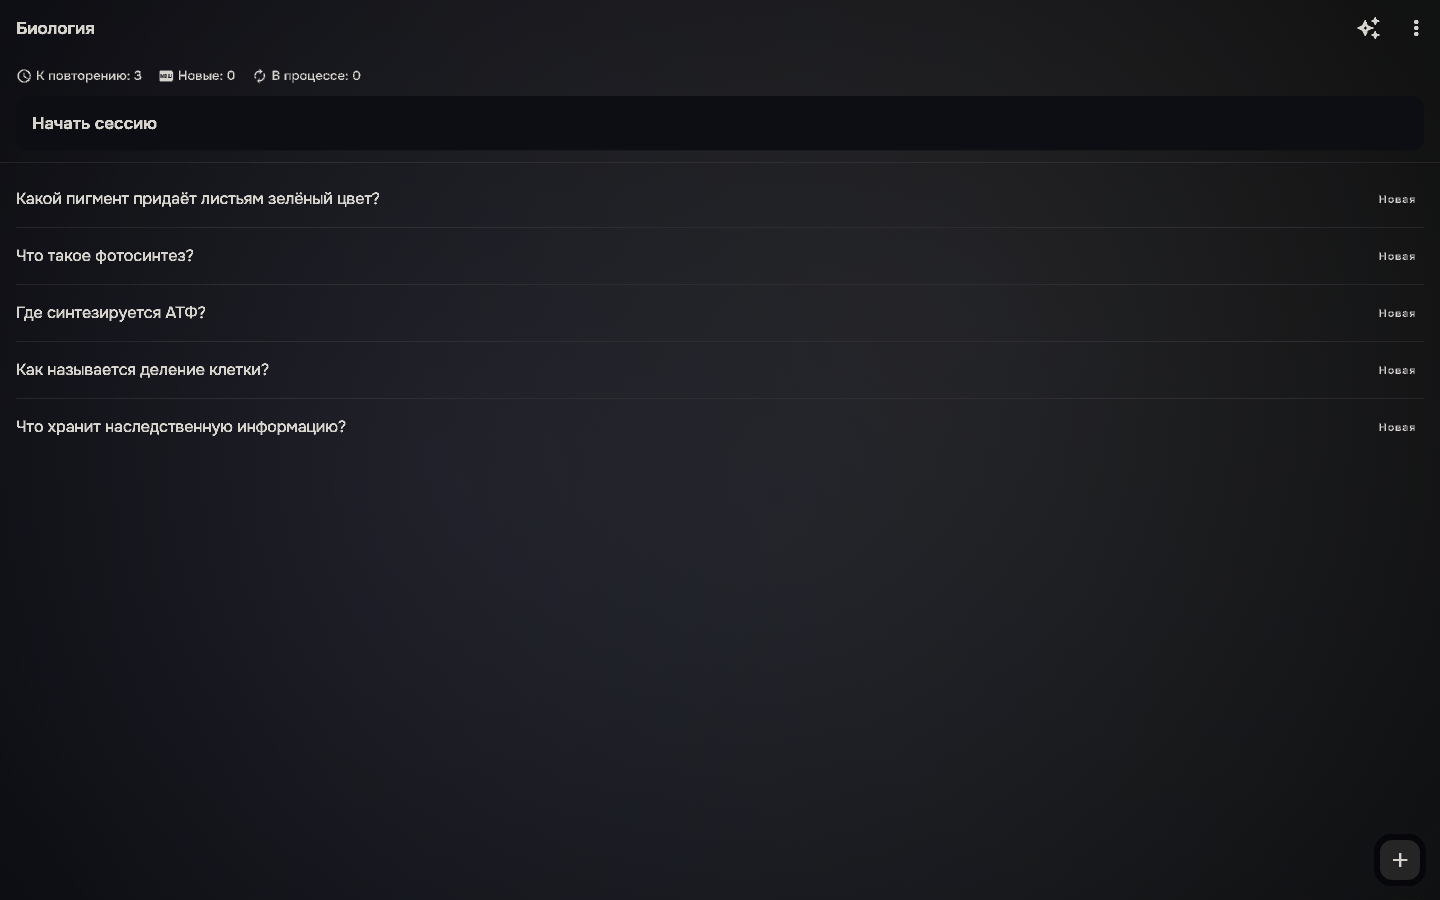 Биология
К повторению: 3 Новые: 0 В процессе: 0
Начать сессию
Какой пигмент придаёт листьям зелёный цвет? Новая
Что такое фотосинтез? Новая
Где синтезируется АТФ? Новая
Как называется деление клетки? Новая
Что хранит наследственную информацию? Новая